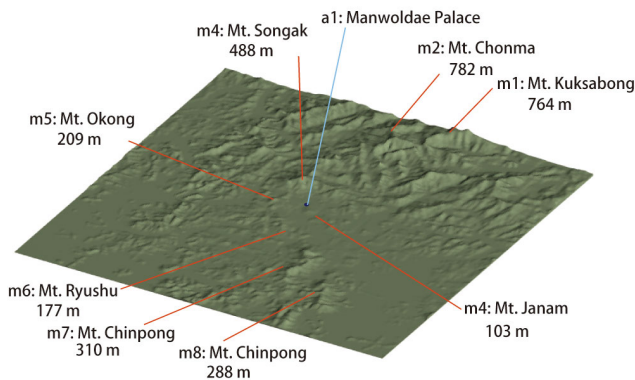 a1: Manwoldae Palace
m4: Mt. Songak
488 m
m2: Mt. Chonma
782 m
m1: Mt. Kuksabong
764 m
m5: Mt. Okong
209 m
m6: Mt. Ryushu
177 m
m7: Mt. Chinpong
310 m
m8: Mt. Chinpong
288 m
m4: Mt. Janam
103 m